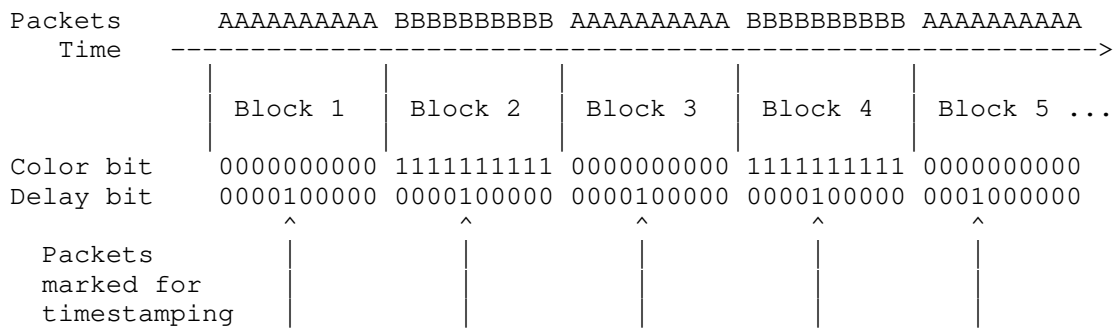 Packets AAAAAAAAAA BBBBBBBBBB AAAAAAAAAA BBBBBBBBBB AAAAAAAAAA
Time ---------------------------------------------------------->
| | | | |
| Block 1 | Block 2 | Block 3 | Block 4 | Block 5 ...
| | | | |
Color bit 0000000000 1111111111 0000000000 1111111111 0000000000
Delay bit 0000100000 0000100000 0000100000 0000100000 0001000000
^ ^ ^ ^ ^
Packets | | | | |
marked for | | | | |
timestamping | | | | |